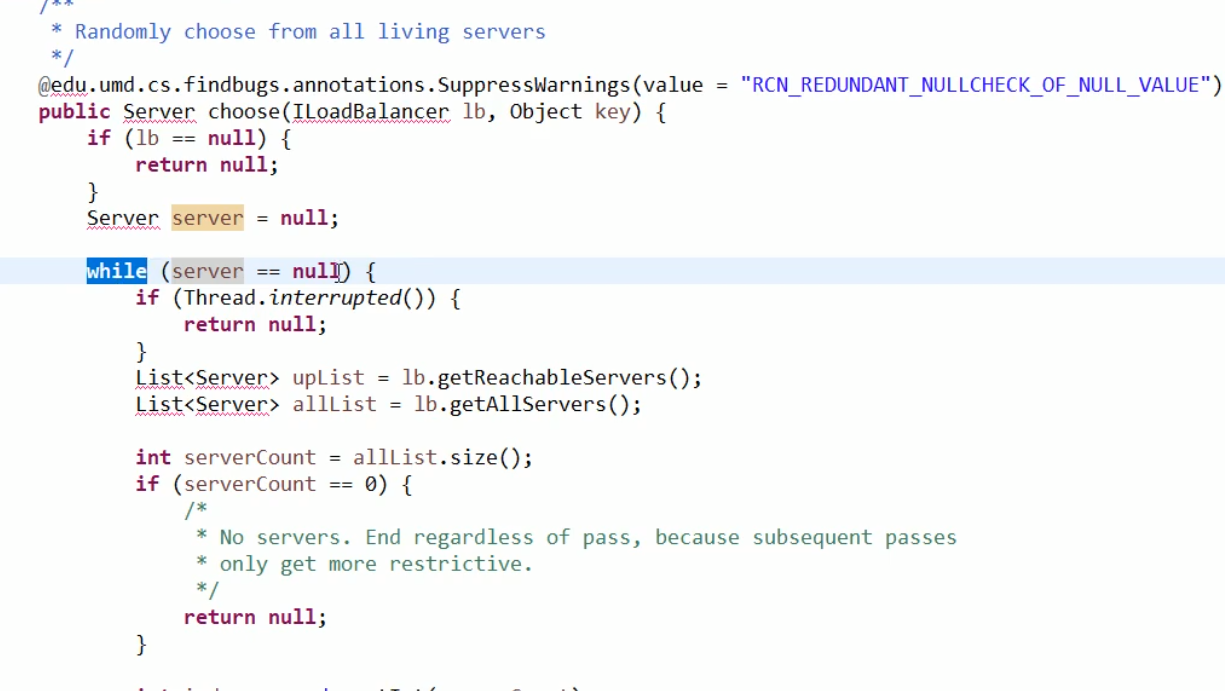 /**
* Randomly choose from all living servers
*/
@edu.umd.cs.findbugs.annotations.SuppressWarnings(value = "RCN_REDUNDANT_NULLCHECK_OF_NULL_VALUE")
public Server choose(ILoadBalancer lb, Object key) {
if (lb == null) {
return null;
}
Server server = null;
while (server == null) {
if (Thread.interrupted()) {
return null;
}
List<Server> upList = lb.getReachableServers();
List<Server> allList = lb.getAllServers();
int serverCount = allList.size();
if (serverCount == 0) {
/*
* No servers. End regardless of pass, because subsequent passes
* only get more restrictive.
*/
return null;
}